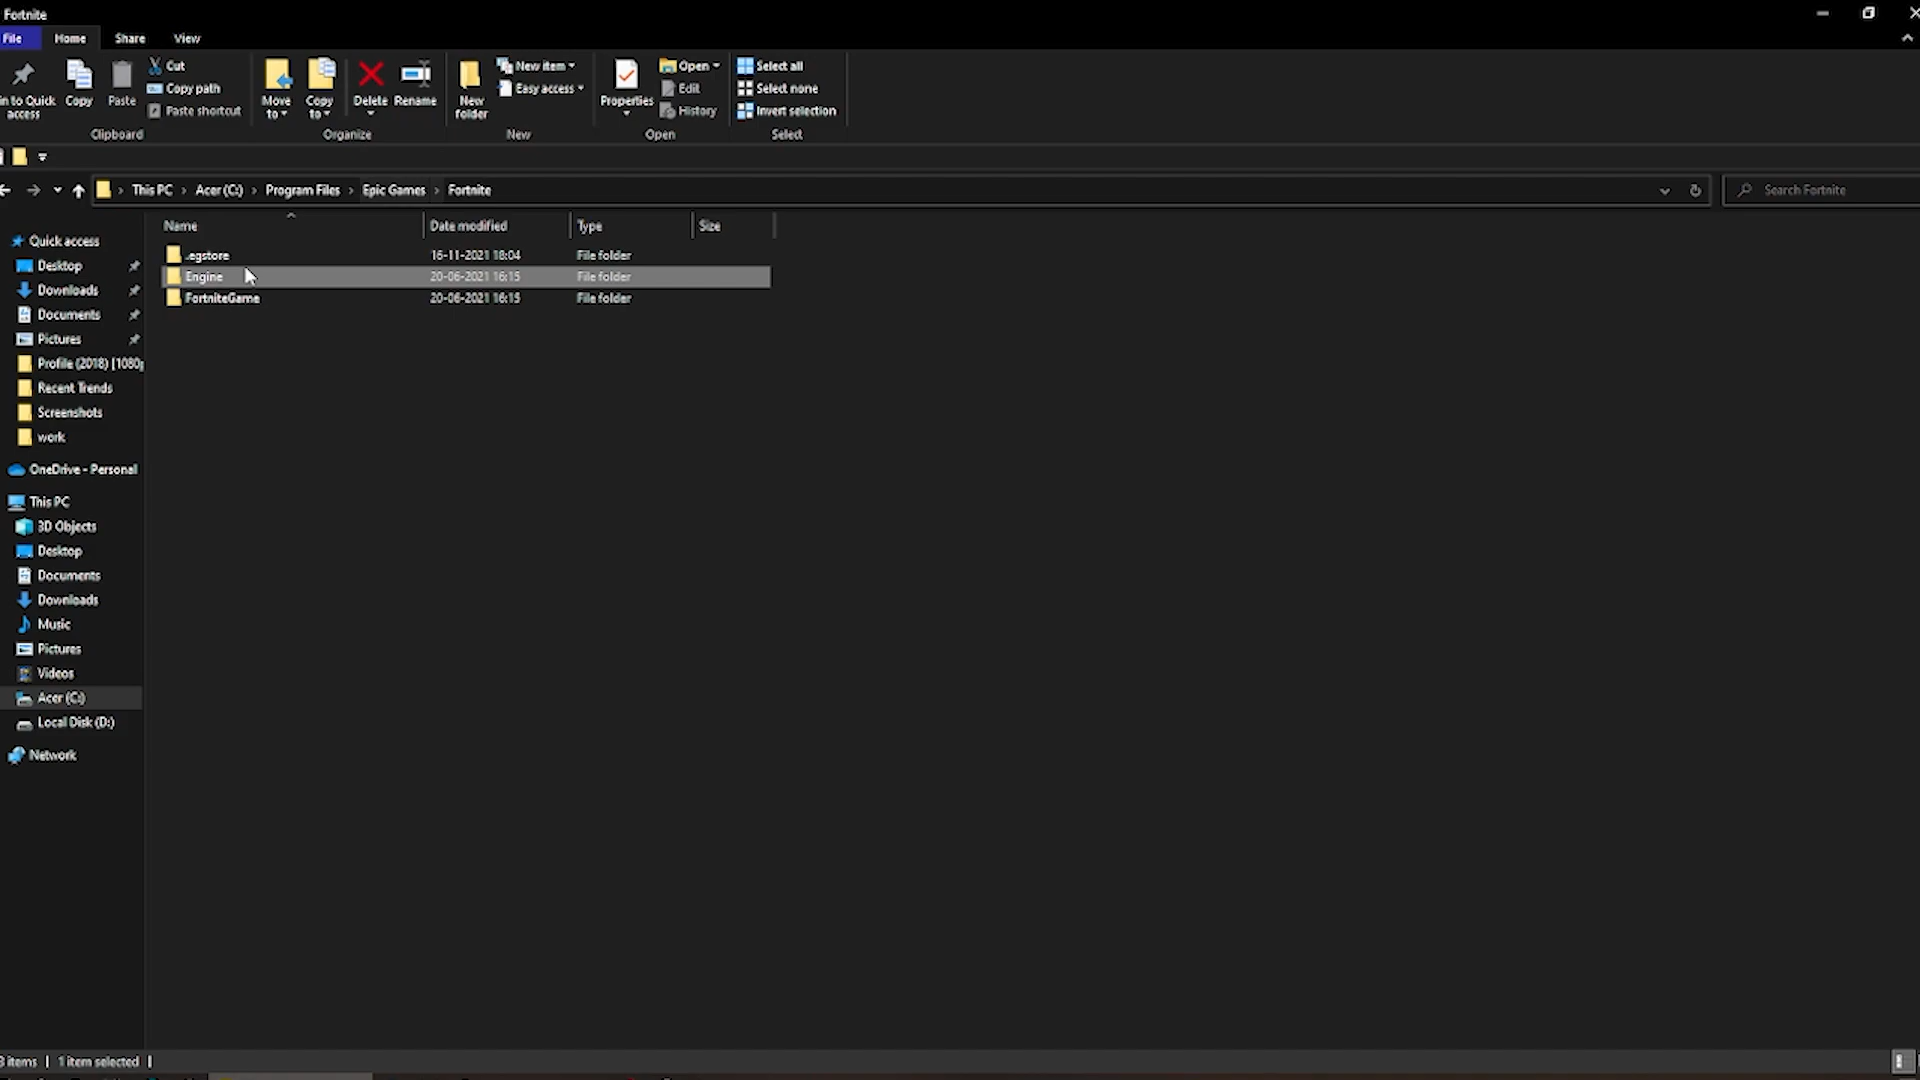 Fortnite
File Home Share View
in to Quick access Copy Paste Cut Copy path Paste shortcut
Move to Copy to Delete Rename New folder New item Easy access Properties Open Edit History Select all Select none Invert selection
Clipboard Organize New Open Select
This PC › Acer (C:) › Program Files › Epic Games › Fortnite
Search Fortnite
Name Date modified Type Size
.egstore 16-11-2021 18:04 File folder
Engine 20-06-2021 16:15 File folder
FortniteGame 20-06-2021 16:15 File folder
Quick access
Desktop
Downloads
Documents
Pictures
Profile (2018) [1080p
Recent Trends
Screenshots
work
OneDrive - Personal
This PC
3D Objects
Desktop
Documents
Downloads
Music
Pictures
Videos
Acer (C:)
Local Disk (D:)
Network
3 items | 1 item selected |